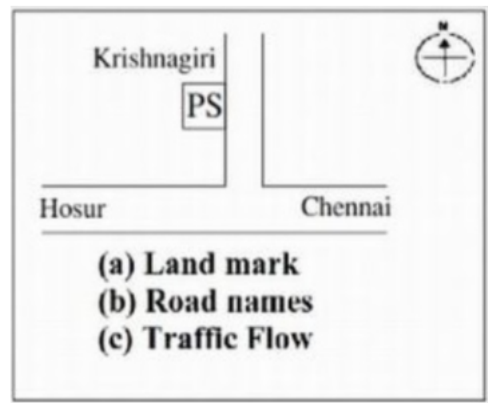 N
Krishnagiri
PS
Hosur
Chennai
(a) Land mark
(b) Road names
(c) Traffic Flow